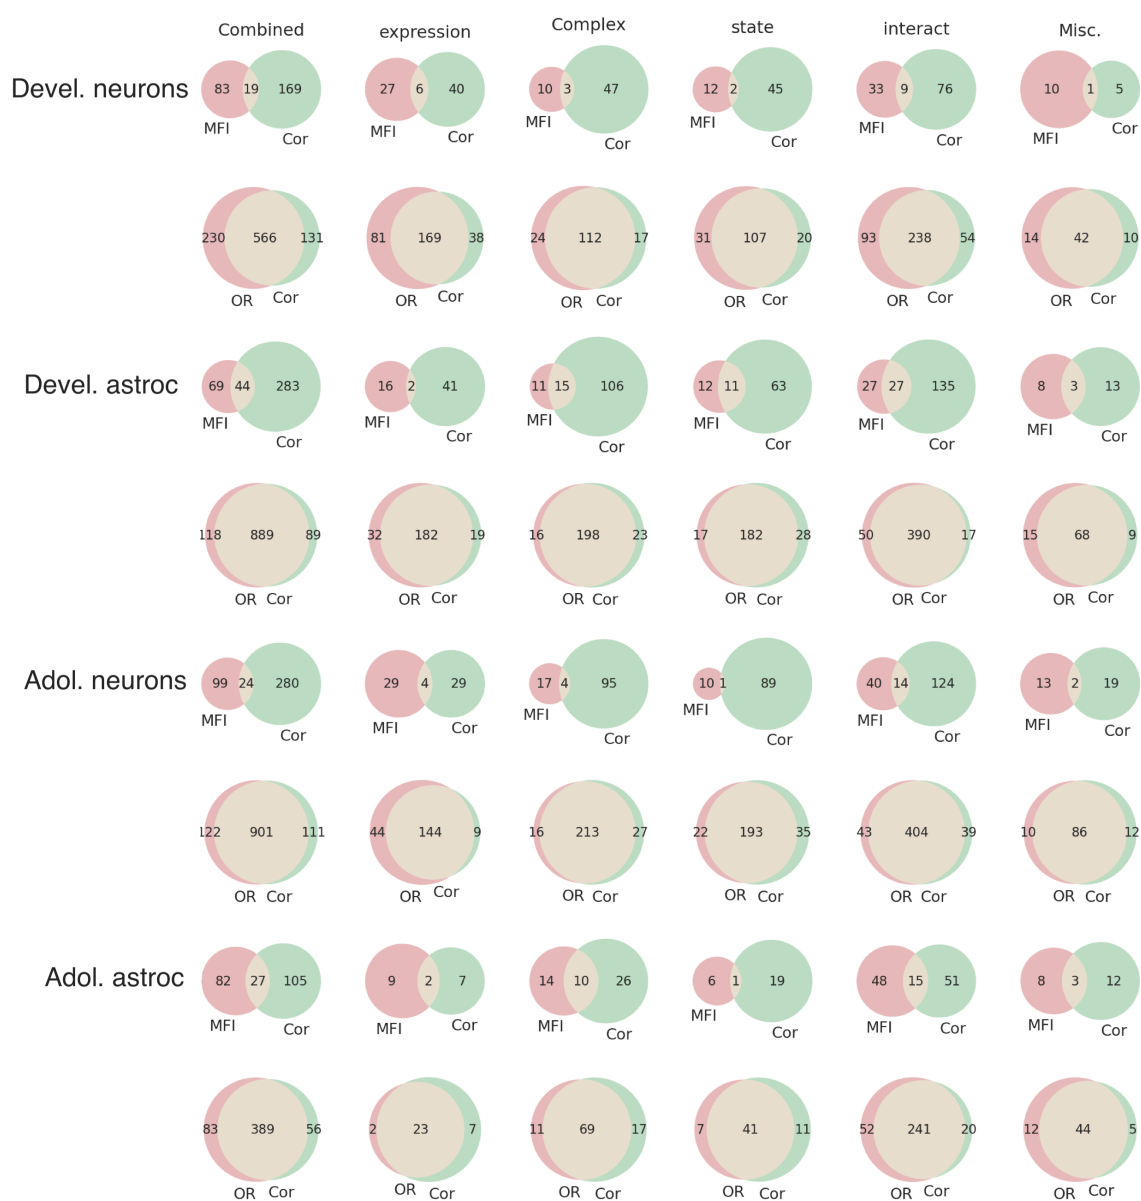 Combined expression Complex state interact Misc.
Devel. neurons 83 19 169 27 6 40 10 3 47 12 2 45 33 9 76 10 1 5
MFI Cor MFI Cor MFI Cor MFI Cor MFI Cor MFI Cor
230 566 131 81 169 38 24 112 17 31 107 20 93 238 54 14 42 10
OR Cor OR Cor OR Cor OR Cor OR Cor OR Cor
Devel. astroc 69 44 283 16 2 41 11 15 106 12 11 63 27 27 135 8 3 13
MFI Cor MFI Cor MFI Cor MFI Cor MFI Cor MFI Cor
118 889 89 32 182 19 16 198 23 17 182 28 50 390 17 15 68 9
OR Cor OR Cor OR Cor OR Cor OR Cor OR Cor
Adol. neurons 99 24 280 29 4 29 17 4 95 10 1 89 40 14 124 13 2 19
MFI Cor MFI Cor MFI Cor MFI Cor MFI Cor MFI Cor
122 901 111 44 144 9 16 213 27 22 193 35 43 404 39 10 86 12
OR Cor OR Cor OR Cor OR Cor OR Cor OR Cor
Adol. astroc 82 27 105 9 2 7 14 10 26 6 1 19 48 15 51 8 3 12
MFI Cor MFI Cor MFI Cor MFI Cor MFI Cor MFI Cor
83 389 56 2 23 7 11 69 17 7 41 11 52 241 20 12 44 5
OR Cor OR Cor OR Cor OR Cor OR Cor OR Cor